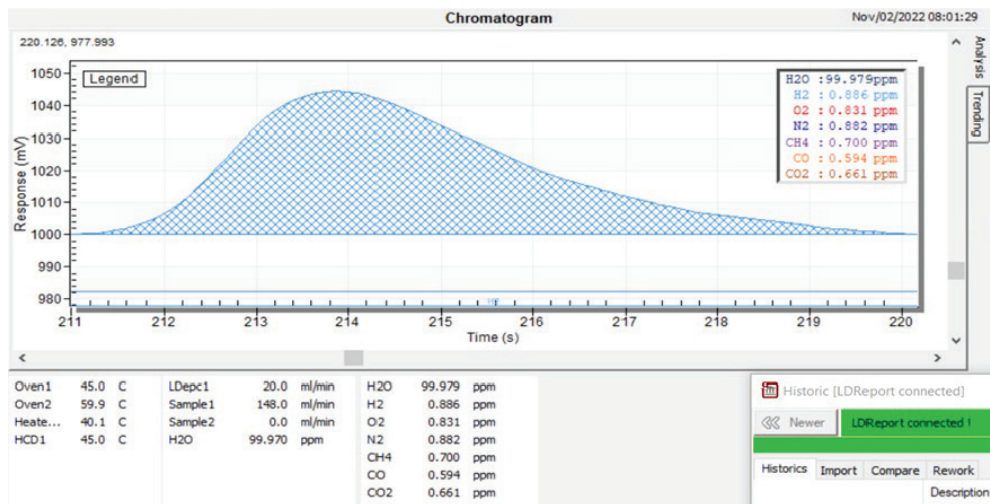 Chromatogram
Nov/02/2022 08:01:29
220.126, 977.993
Analysis
Trending
Legend
H2O :99.979ppm
H2 : 0.886 ppm
O2 : 0.831 ppm
N2 : 0.882 ppm
CH4 : 0.700 ppm
CO : 0.594 ppm
CO2 : 0.661 ppm
Response (mV)
1050
1040
1030
1020
1010
1000
990
980
H2
211 212 213 214 215 216 217 218 219 220
Time (s)
Oven1 45.0 C LDepc1 20.0 ml/min H2O 99.979 ppm
Oven2 59.9 C Sample1 148.0 ml/min H2 0.886 ppm
Heate... 40.1 C Sample2 0.0 ml/min O2 0.831 ppm
HCD1 45.0 C H2O 99.970 ppm N2 0.882 ppm
CH4 0.700 ppm
CO 0.594 ppm
CO2 0.661 ppm
Historic [LDReport connected]
Newer LDReport connected !
Historics Import Compare Rework
Description